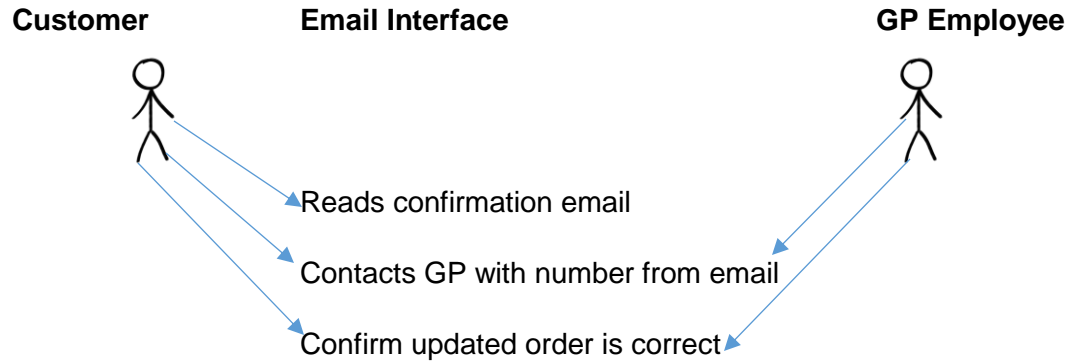 Customer Email Interface GP Employee
Reads confirmation email
Contacts GP with number from email
Confirm updated order is correct